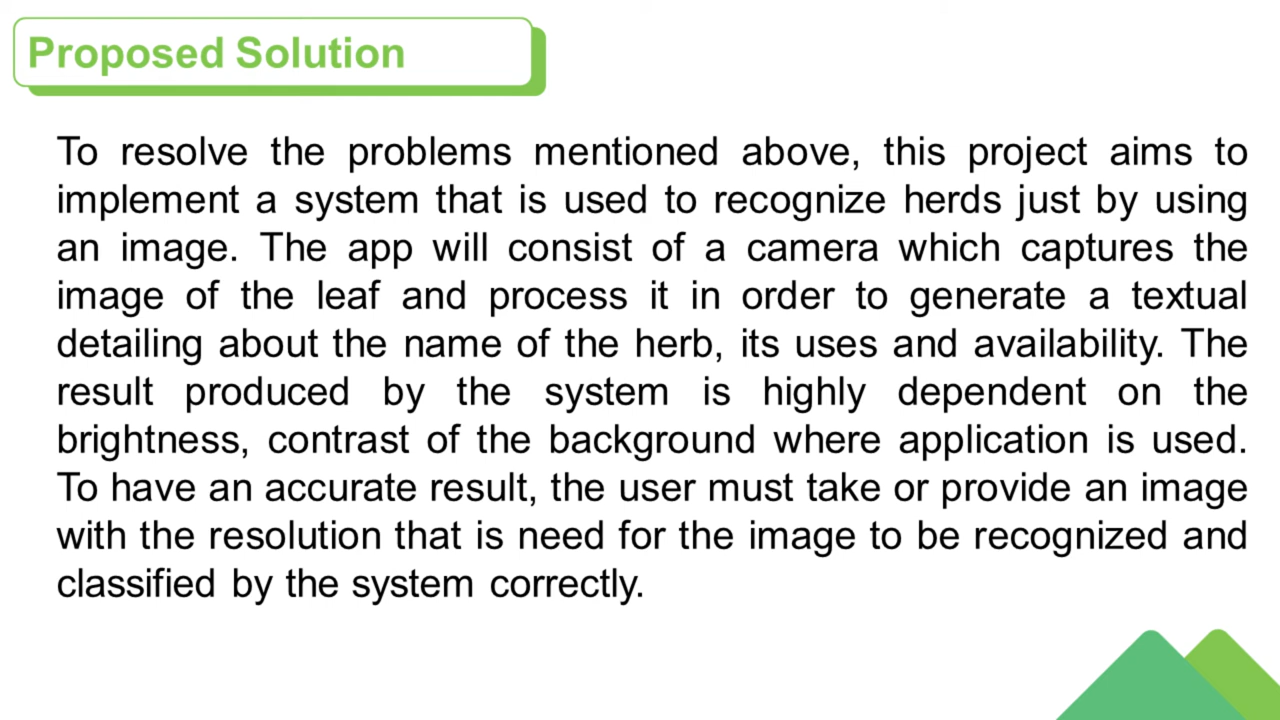 Proposed Solution
To resolve the problems mentioned above, this project aims to
implement a system that is used to recognize herds just by using
an image. The app will consist of a camera which captures the
image of the leaf and process it in order to generate a textual
detailing about the name of the herb, its uses and availability. The
result produced by the system is highly dependent on the
brightness, contrast of the background where application is used.
To have an accurate result, the user must take or provide an image
with the resolution that is need for the image to be recognized and
classified by the system correctly.